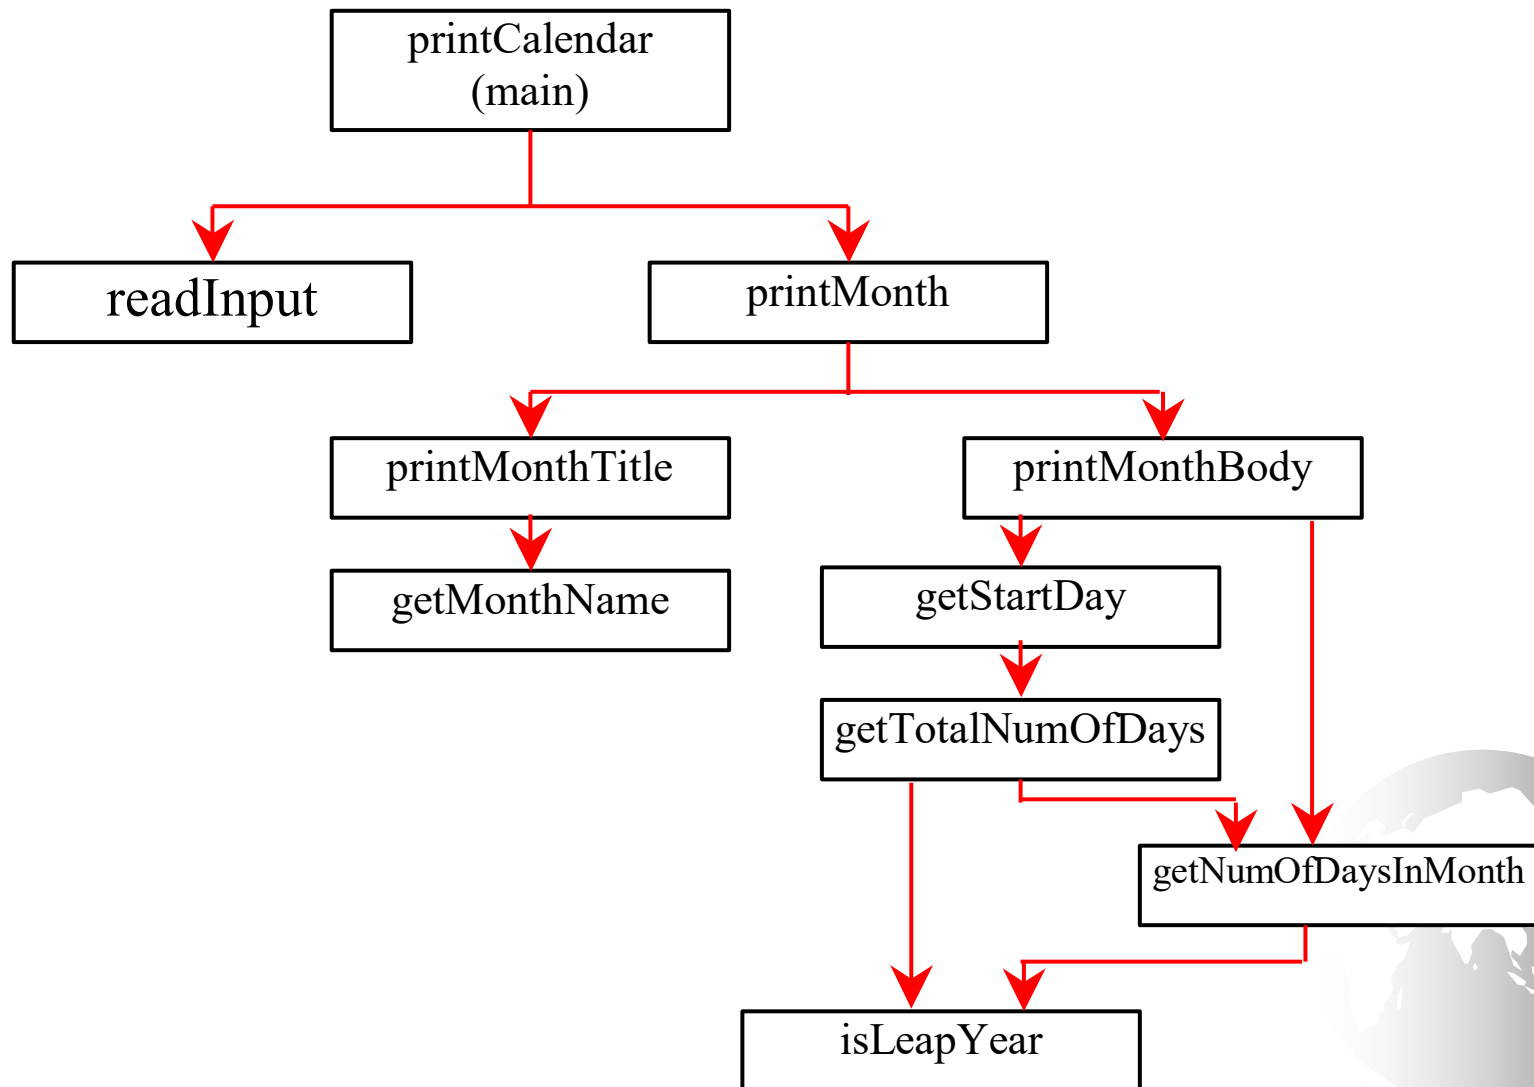 printCalendar
(main)
readInput
printMonth
printMonthTitle
printMonthBody
getMonthName
getStartDay
getTotalNumOfDays
getNumOfDaysInMonth
isLeapYear